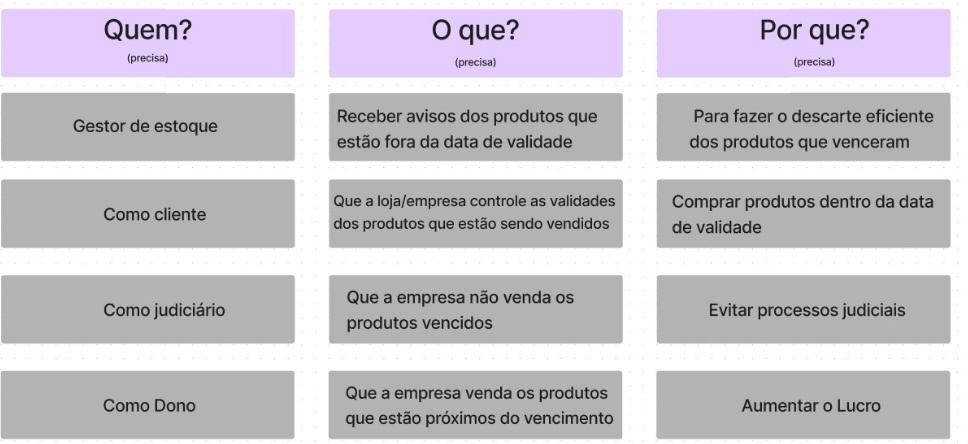 Quem?
(precisa)
O que?
(precisa)
Por que?
(precisa)
Gestor de estoque
Receber avisos dos produtos que
estão fora da data de validade
Para fazer o descarte eficiente
dos produtos que venceram
Como cliente
Que a loja/empresa controle as validades
dos produtos que estão sendo vendidos
Comprar produtos dentro da data
de validade
Como judiciário
Que a empresa não venda os
produtos vencidos
Evitar processos judiciais
Como Dono
Que a empresa venda os produtos
que estão próximos do vencimento
Aumentar o Lucro